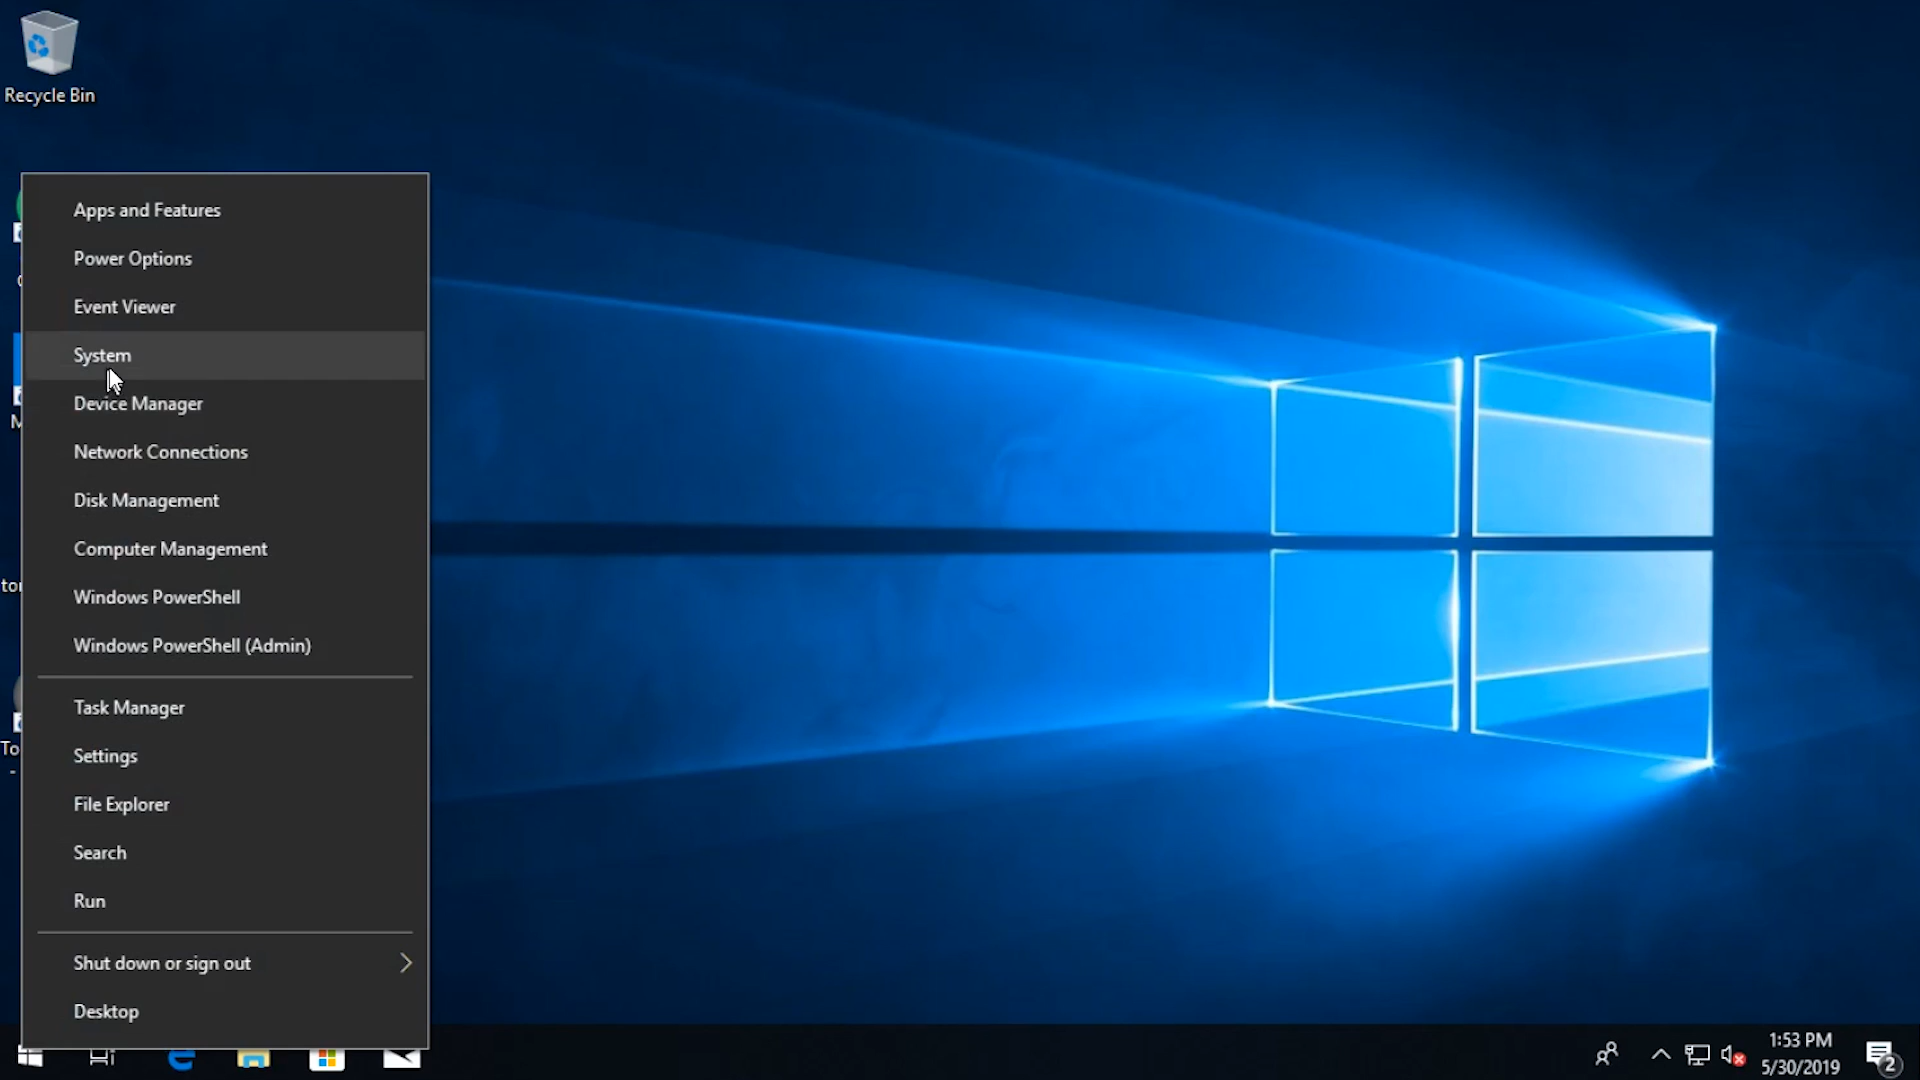 Recycle Bin
Apps and Features
Power Options
Event Viewer
System
Device Manager
Network Connections
Disk Management
Computer Management
Windows PowerShell
Windows PowerShell (Admin)
Task Manager
Settings
File Explorer
Search
Run
Shut down or sign out
Desktop
1:53 PM
5/30/2019
2